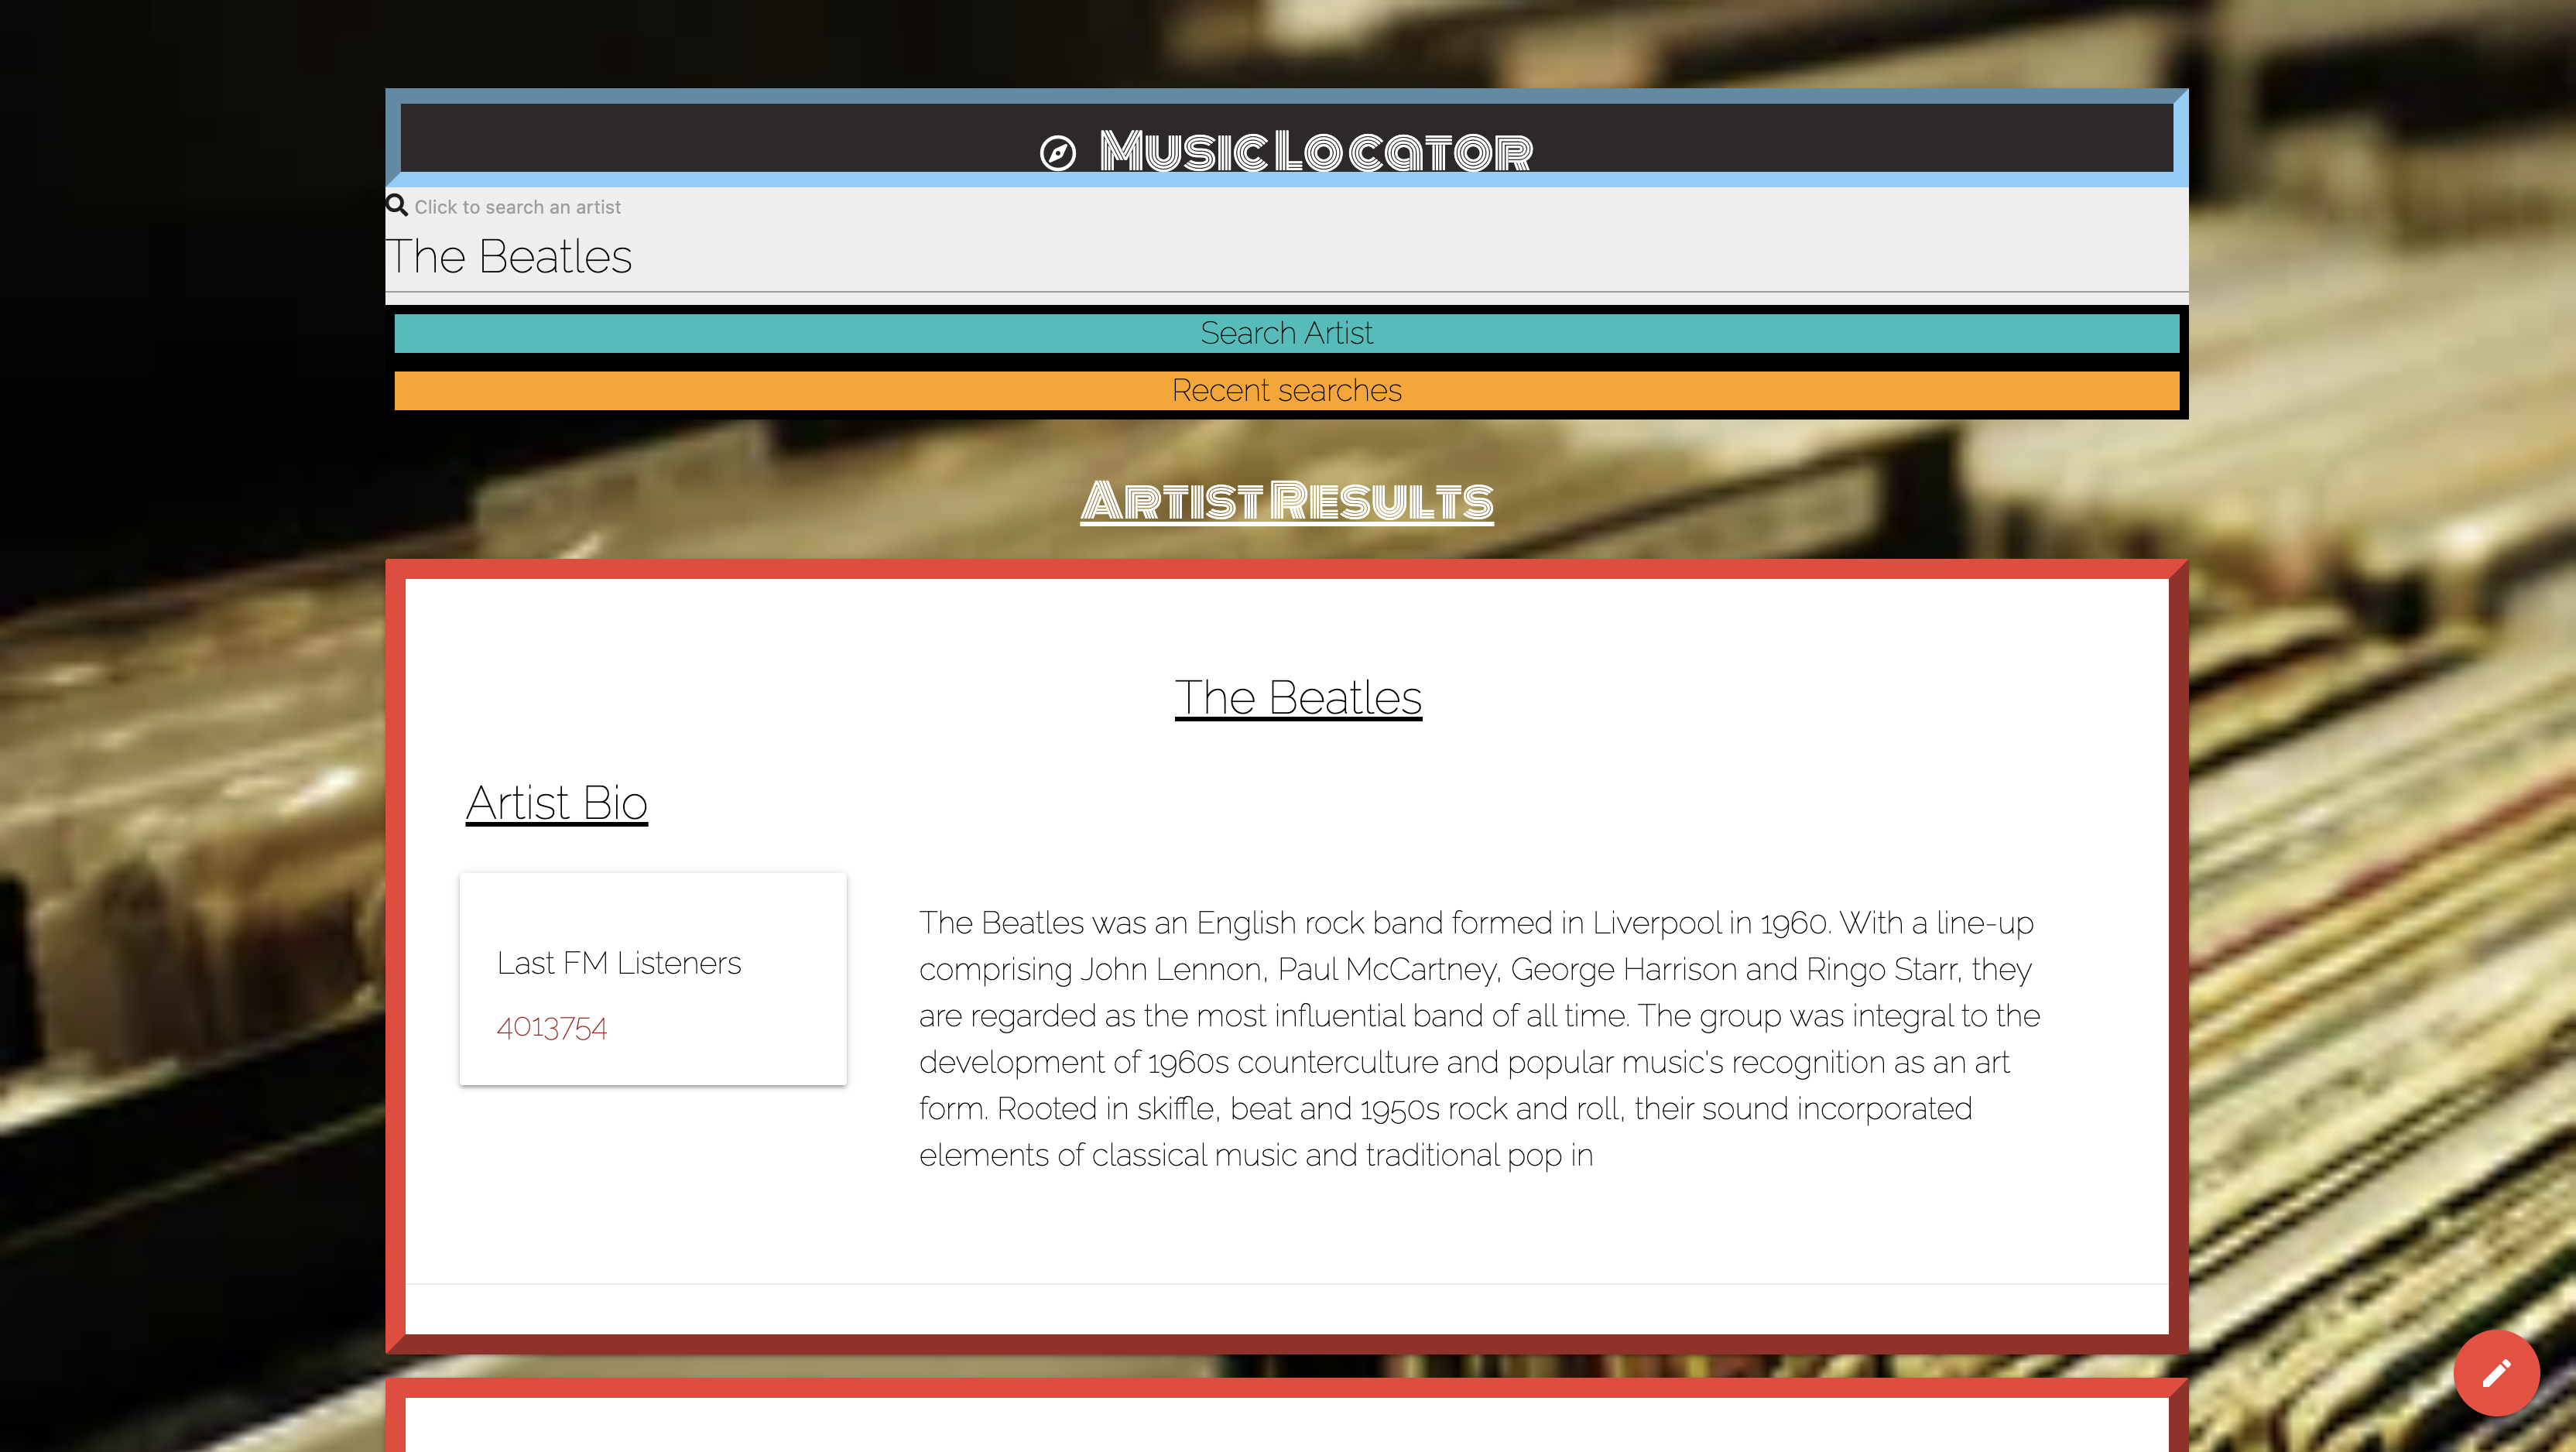 Music Locator
Click to search an artist
The Beatles
Search Artist
Recent searches
Artist Results
The Beatles
Artist Bio
Last FM Listeners
4013754
The Beatles was an English rock band formed in Liverpool in 1960. With a line-up
comprising John Lennon, Paul McCartney, George Harrison and Ringo Starr, they
are regarded as the most influential band of all time. The group was integral to the
development of 1960s counterculture and popular music's recognition as an art
form. Rooted in skiffle, beat and 1950s rock and roll, their sound incorporated
elements of classical music and traditional pop in